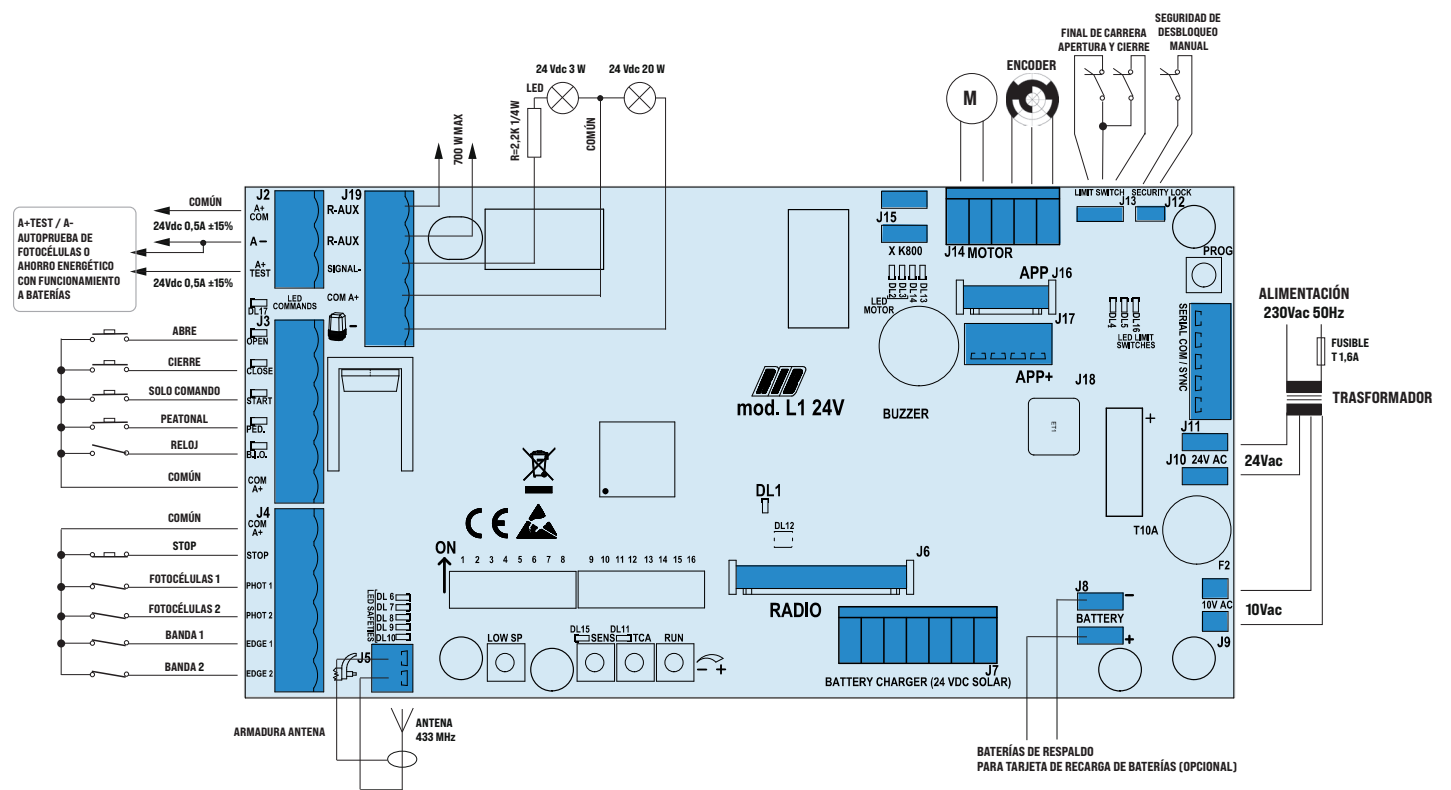 SEGURIDAD DE
DESBLOQUEO
MANUAL
FINAL DE CARRERA
APERTURA Y CIERRE
ENCODER
M
24 Vdc 3 W
24 Vdc 20 W
LED
R=2,2K 1/4W
COMÚN
700 W MAX
A+TEST / A-
AUTOPRUEBA DE
FOTOCÉLULAS O
AHORRO ENERGÉTICO
CON FUNCIONAMIENTO
A BATERÍAS
COMÚN
24Vdc 0,5A ±15%
24Vdc 0,5A ±15%
J2
A+
COM
A-
A+
TEST
J19
R-AUX
R-AUX
SIGNAL-
COM A+
-
LED
COMMANDS
DL17
J3
ABRE
OPEN
CIERRE
CLOSE
SOLO COMANDO
START
PEATONAL
PED.
RELOJ
B.I.O.
COMÚN
COM
A+
J4
COMÚN
COM
A+
STOP
STOP
FOTOCÉLULAS 1
PHOT 1
FOTOCÉLULAS 2
PHOT 2
BANDA 1
EDGE 1
BANDA 2
EDGE 2
J15
X K800
J14 MOTOR
DL2
DL3
DL14
DL13
LED
MOTOR
LIMIT SWITCH
J13
SECURITY LOCK
J12
PROG
APP
J16
J17
APP+
DL4
DL5
DL16
LED LIMIT
SWITCHES
SERIAL COM / SYNC
J18
ET1
BUZZER
mod. L1 24V
ALIMENTACIÓN
230Vac 50Hz
FUSIBLE
T 1,6A
TRASFORMADOR
J11
J10
24V AC
24Vac
+
T10A
F2
10V AC
10Vac
J9
DL1
DL12
CE
ON
1 2 3 4 5 6 7 8
9 10 11 12 13 14 15 16
J6
RADIO
J8
-
BATTERY
+
LED SAFETIES
DL 6
DL 7
DL 8
DL 9
DL10
J5
LOW SP
DL15
SENS
DL11
TCA
RUN
- +
J7
BATTERY CHARGER (24 VDC SOLAR)
ARMADURA ANTENA
ANTENA
433 MHz
BATERÍAS DE RESPALDO
PARA TARJETA DE RECARGA DE BATERÍAS (OPCIONAL)